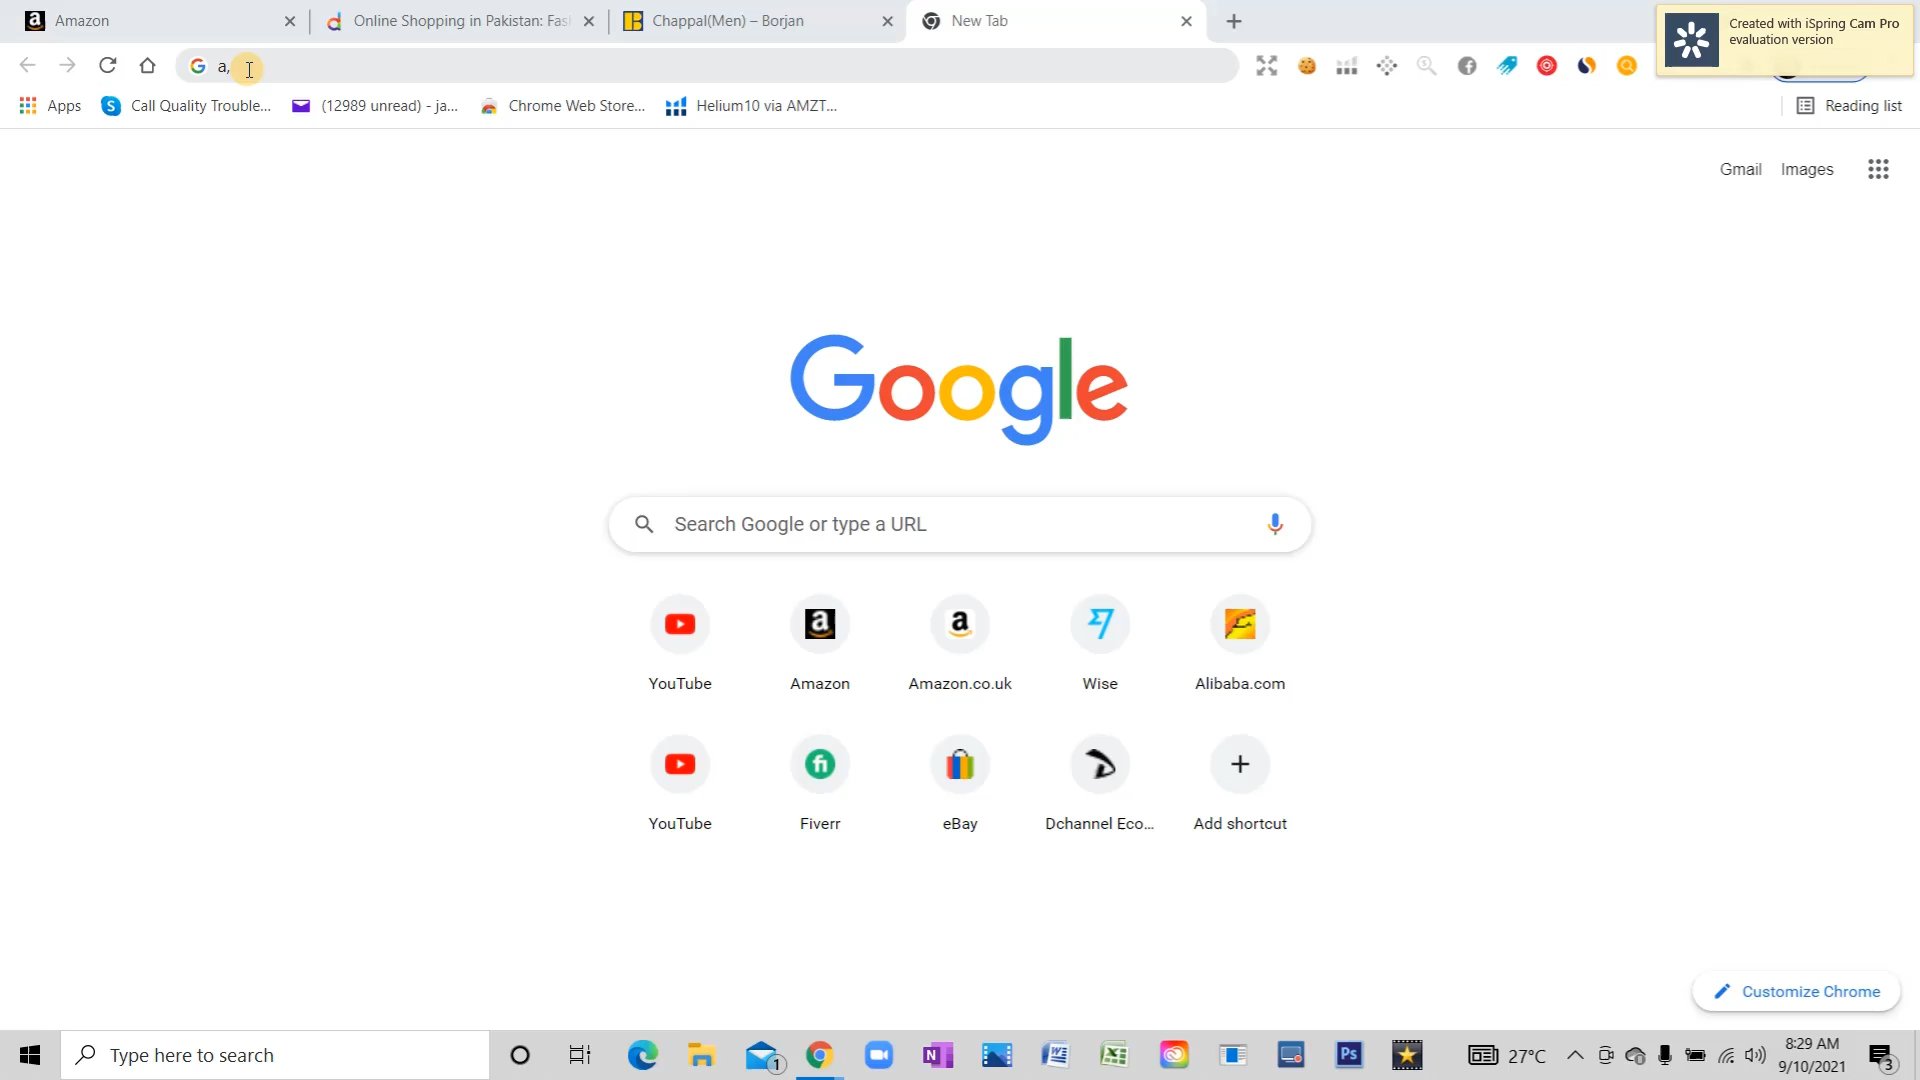 Amazon
Online Shopping in Pakistan: Fas
Chappal(Men) – Borjan
New Tab
Created with iSpring Cam Pro
evaluation version
a,
Apps
Call Quality Trouble...
(12989 unread) - ja...
Chrome Web Store...
Helium10 via AMZT...
Reading list
Gmail
Images
Google
Search Google or type a URL
YouTube
Amazon
Amazon.co.uk
Wise
Alibaba.com
YouTube
Fiverr
eBay
Dchannel Eco...
Add shortcut
Customize Chrome
Type here to search
1
27°C
8:29 AM
9/10/2021
3